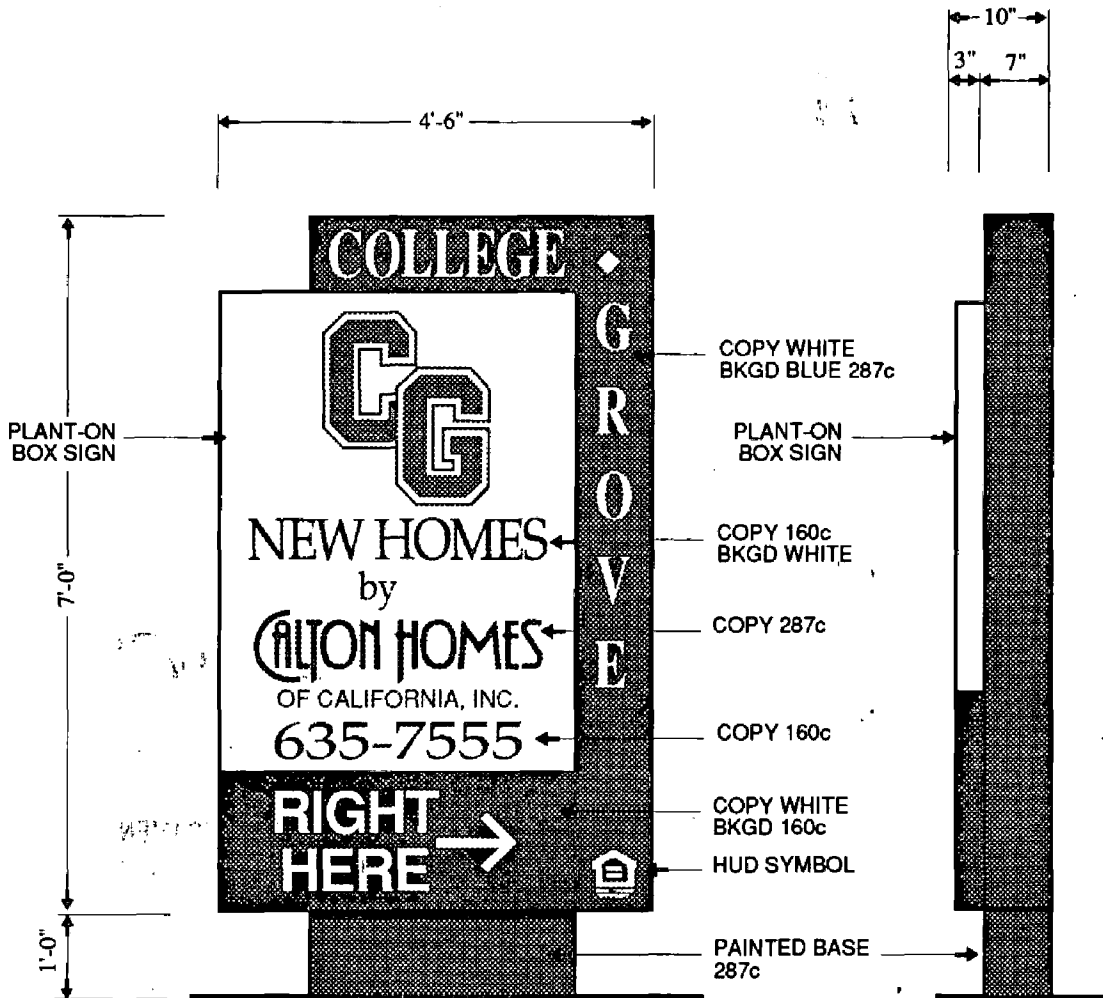 10"
3" 7"
4'-6"
COLLEGE
GROVE
CG
COPY WHITE
BKGD BLUE 287c
PLANT-ON
BOX SIGN
PLANT-ON
BOX SIGN
NEW HOMES
by
COPY 160c
BKGD WHITE
7'-0"
CALTON HOMES
COPY 287c
OF CALIFORNIA, INC.
635-7555
COPY 160c
RIGHT
HERE
COPY WHITE
BKGD 160c
HUD SYMBOL
1'-0"
PAINTED BASE
287c